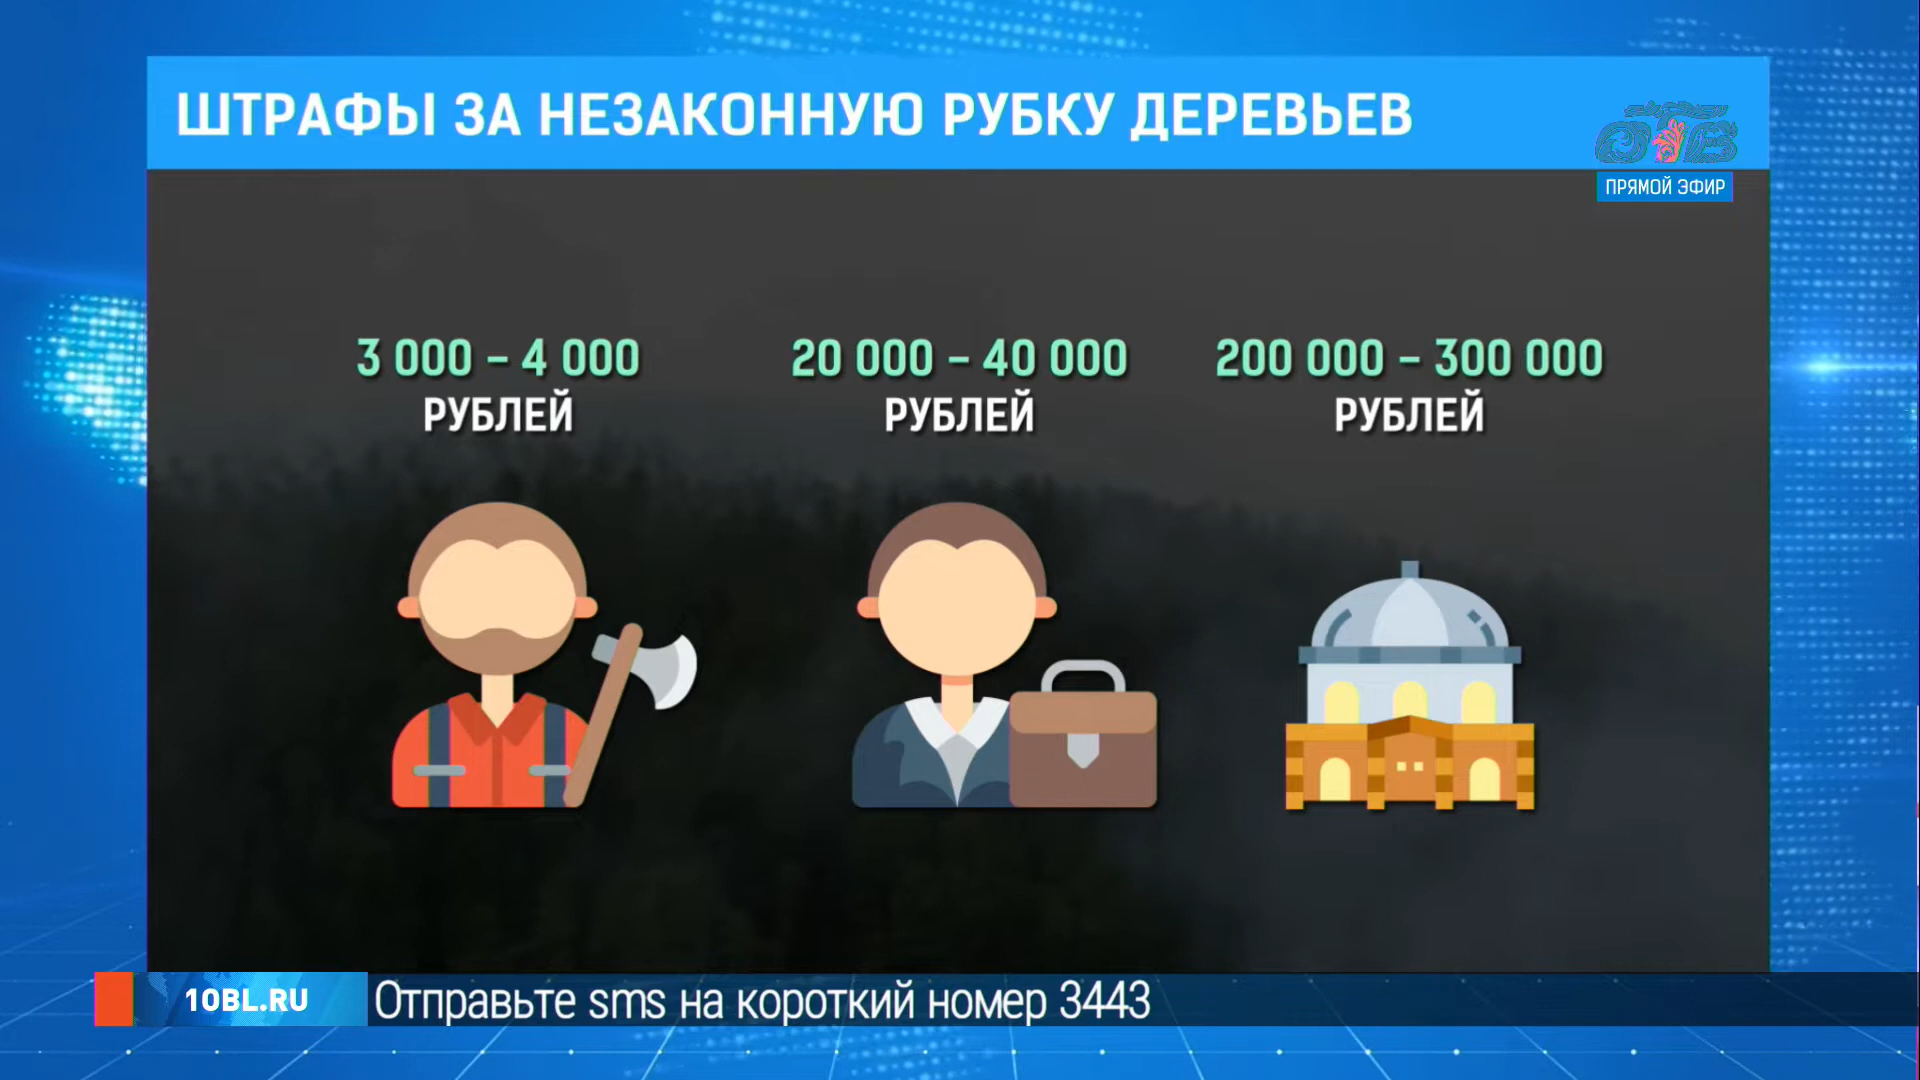 ШТРАФЫ ЗА НЕЗАКОННУЮ РУБКУ ДЕРЕВЬЕВ
ОТВ
ПРЯМОЙ ЭФИР
3 000 – 4 000
РУБЛЕЙ
20 000 – 40 000
РУБЛЕЙ
200 000 – 300 000
РУБЛЕЙ
10BL.RU
Отправьте sms на короткий номер 3443